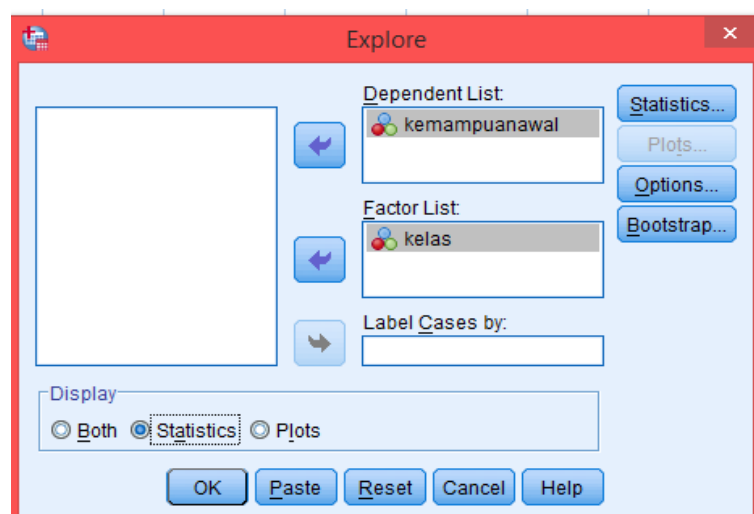 Explore
Dependent List:
kemampuanawal
Factor List:
kelas
Label Cases by:
Statistics...
Plots...
Options...
Bootstrap...
Display
Both Statistics Plots
OK Paste Reset Cancel Help